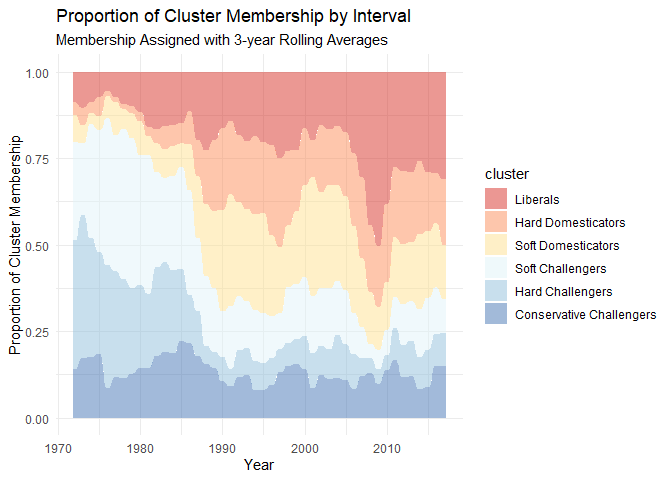 Proportion of Cluster Membership by Interval
Membership Assigned with 3-year Rolling Averages
1.00
0.75
0.50
0.25
0.00
Proportion of Cluster Membership
1970 1980 1990 2000 2010
Year
cluster
Liberals
Hard Domesticators
Soft Domesticators
Soft Challengers
Hard Challengers
Conservative Challengers